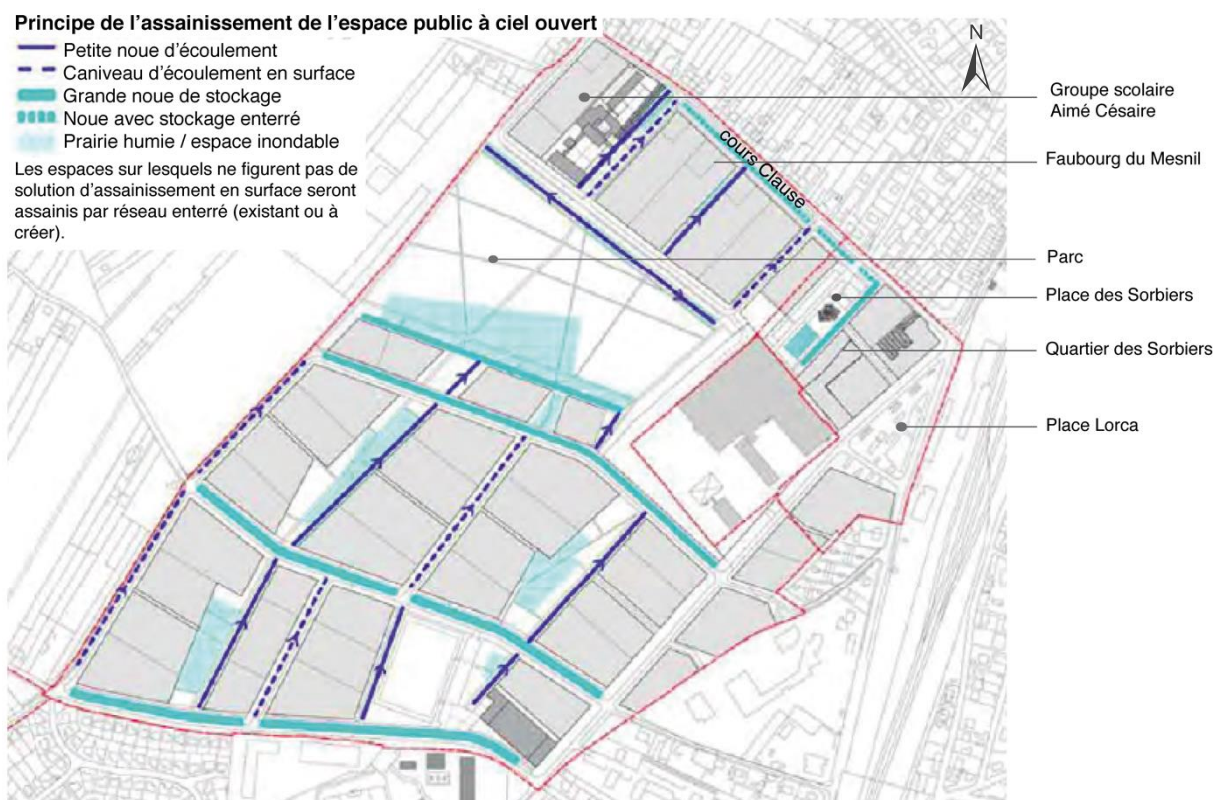 Principe de l’assainissement de l’espace public à ciel ouvert
Petite noue d’écoulement
Caniveau d’écoulement en surface
Grande noue de stockage
Noue avec stockage enterré
Prairie humie / espace inondable
Les espaces sur lesquels ne figurent pas de
solution d’assainissement en surface seront
assainis par réseau enterré (existant ou à
créer).
N
Groupe scolaire
Aimé Césaire
cours Clause
Faubourg du Mesnil
Parc
Place des Sorbiers
Quartier des Sorbiers
Place Lorca